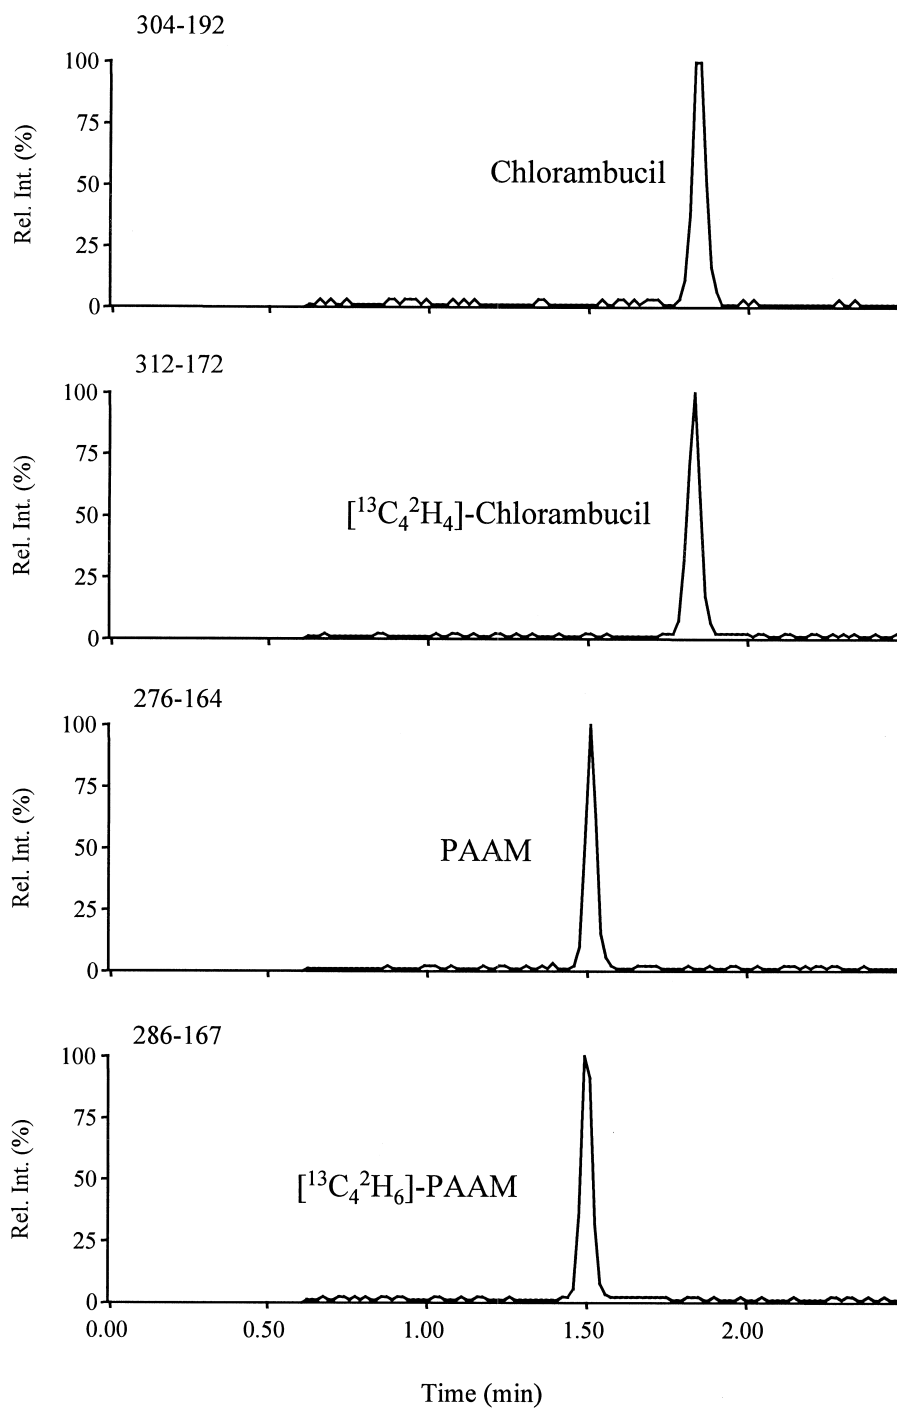 304-192
100
75
50
25
0
Rel. Int. (%)
Chlorambucil
312-172
100
75
50
25
0
Rel. Int. (%)
[¹³C₄²H₄]-Chlorambucil
276-164
100
75
50
25
0
Rel. Int. (%)
PAAM
286-167
100
75
50
25
0
Rel. Int. (%)
[¹³C₄²H₆]-PAAM
0.00 0.50 1.00 1.50 2.00
Time (min)